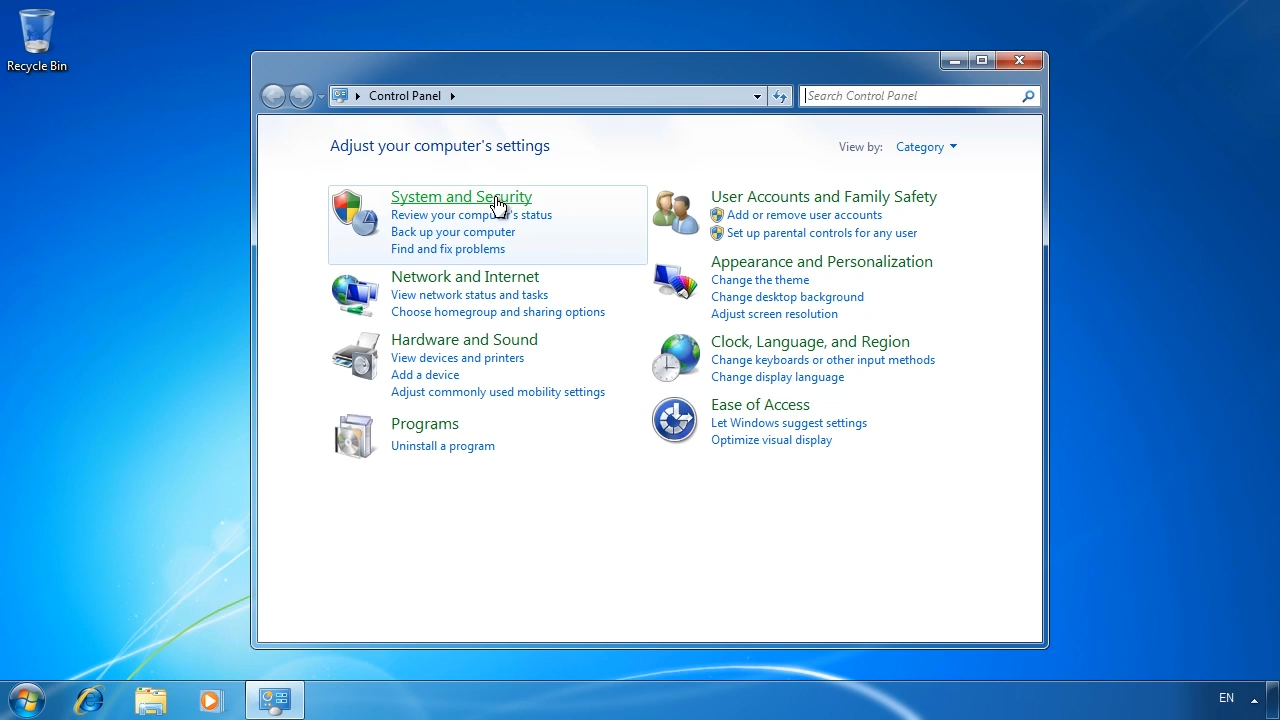 Recycle Bin
Control Panel
Search Control Panel
Adjust your computer's settings
View by: Category
System and Security
Review your computer's status
Back up your computer
Find and fix problems
Network and Internet
View network status and tasks
Choose homegroup and sharing options
Hardware and Sound
View devices and printers
Add a device
Adjust commonly used mobility settings
Programs
Uninstall a program
User Accounts and Family Safety
Add or remove user accounts
Set up parental controls for any user
Appearance and Personalization
Change the theme
Change desktop background
Adjust screen resolution
Clock, Language, and Region
Change keyboards or other input methods
Change display language
Ease of Access
Let Windows suggest settings
Optimize visual display
EN